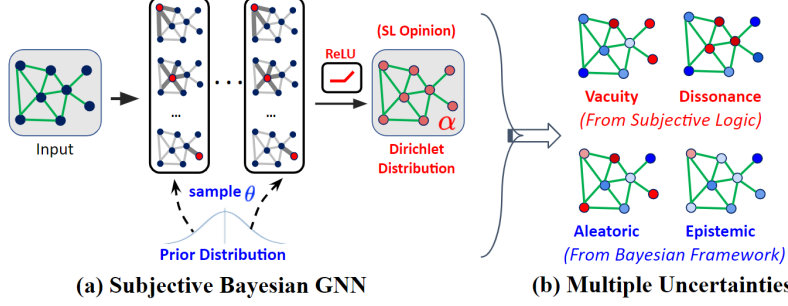 Input
...
...
sample θ
Prior Distribution
ReLU
(SL Opinion)
α
Dirichlet
Distribution
(a) Subjective Bayesian GNN
Vacuity Dissonance
(From Subjective Logic)
Aleatoric Epistemic
(From Bayesian Framework)
(b) Multiple Uncertainties